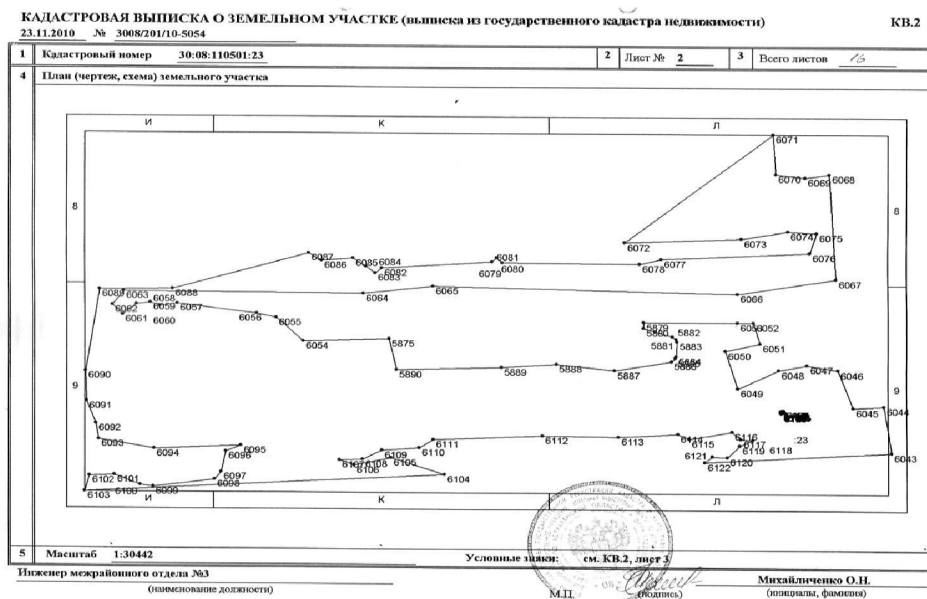 КАДАСТРОВАЯ ВЫПИСКА О ЗЕМЕЛЬНОМ УЧАСТКЕ (выписка из государственного кадастра недвижимости) КВ.2
23.11.2010 № 3008/201/10-5054
1 Кадастровый номер 30:08:110501:23 2 Лист № 2 3 Всего листов 16
4 План (чертеж, схема) земельного участка
И К Л
6071
6070 6069 6068
8 8
6072 6073 6074 6075
6087 6086 6085 6084 6081 6076
6083 6082 6079 6080 6078 6077
6067
6088 6063 6088 6065
6062 6058 6057 6064 6066
6061 6060 6059
6056 6055 5879 6052
5880 5882
6054 5875 5881 5883 6051
6050
5890 5889 5888 5887 6048 6047 6046
6090
9 6049 9
6091 6045 6044
6092
6093 6094 6095 6111 6112 6113 6114 6116 :23
6096 6109 6110 6115 6117
6108 6105 6119 6118 6043
6106 6121 6120
6102 6101 6097 6104 6122
6103 6100 6099 6098
И К Л
5 Масштаб 1:30442 Условные знаки: см. КВ.2, лист 3
Инженер межрайонного отдела №3 Михайличенко О.Н.
(наименование должности) М.П. (подпись) (инициалы, фамилия)